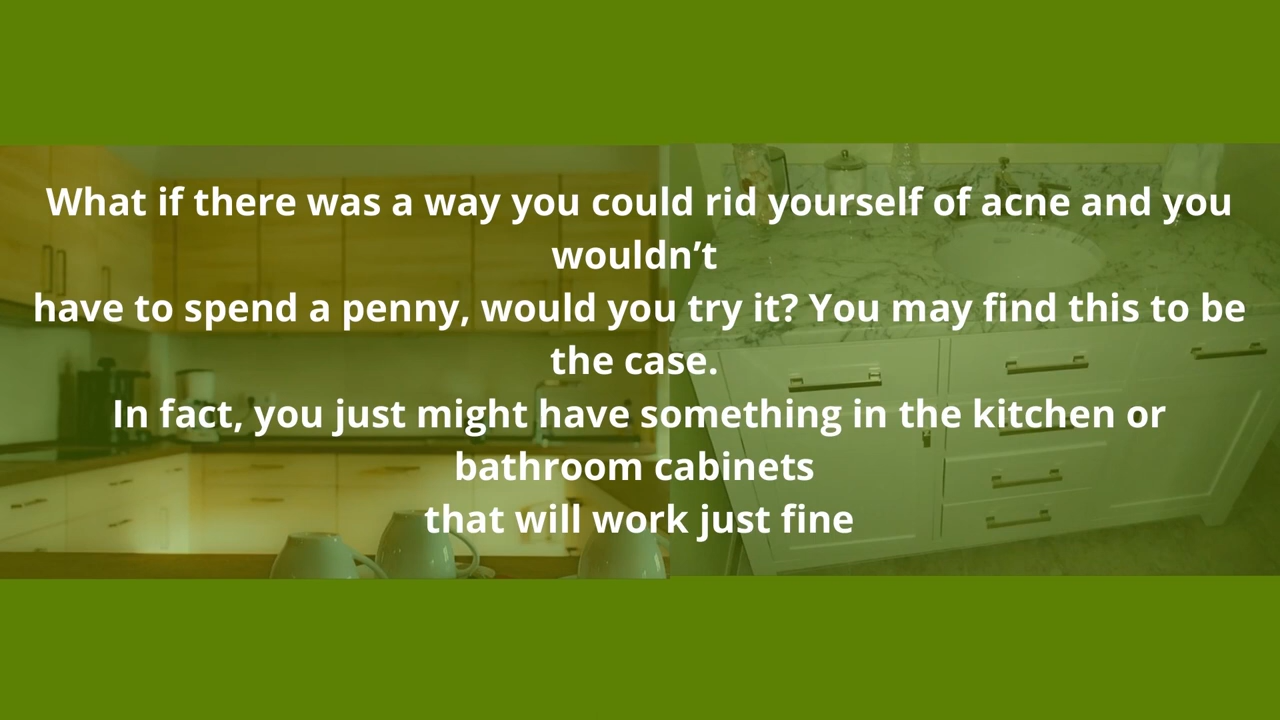 What if there was a way you could rid yourself of acne and you
wouldn’t
have to spend a penny, would you try it? You may find this to be
the case.
In fact, you just might have something in the kitchen or
bathroom cabinets
that will work just fine